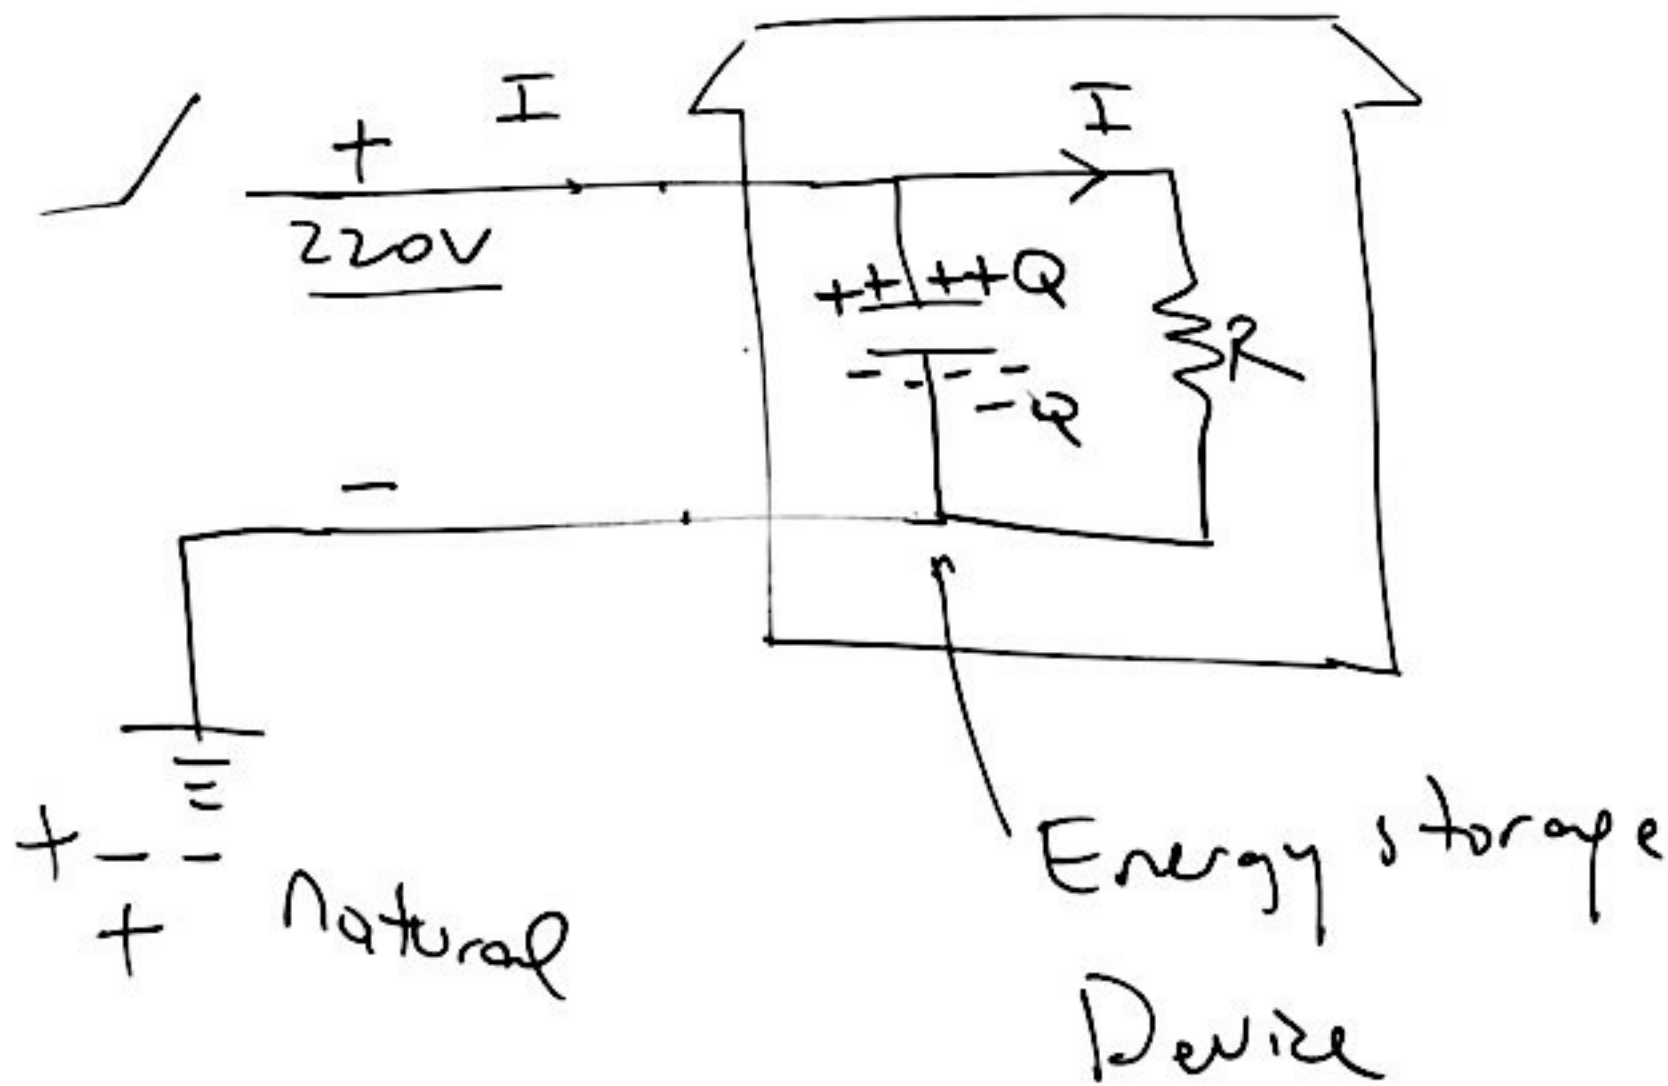 I
I
+
220V
++ ++Q
R
- - - -
-Q
-
+ - -
+
natural
Energy storage
Device